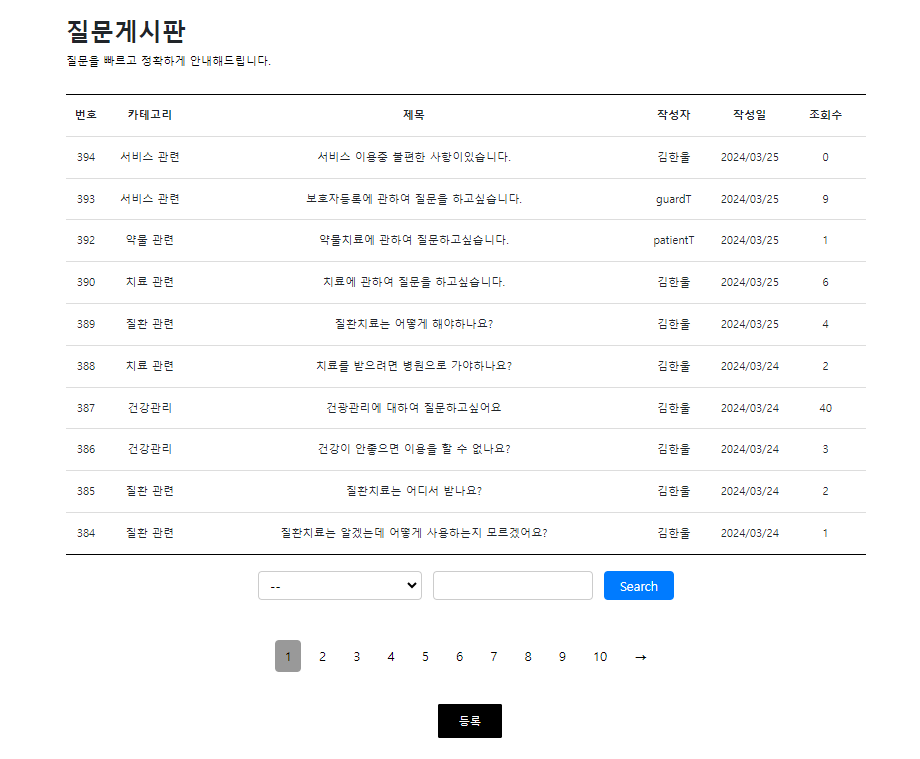 질문게시판
질문을 빠르고 정확하게 안내해드립니다.
번호 카테고리 제목 작성자 작성일 조회수
394 서비스 관련 서비스 이용중 불편한 사항이있습니다. 김한울 2024/03/25 0
393 서비스 관련 보호자등록에 관하여 질문을 하고싶습니다. guardT 2024/03/25 9
392 약물 관련 약물치료에 관하여 질문하고싶습니다. patientT 2024/03/25 1
390 치료 관련 치료에 관하여 질문을 하고싶습니다. 김한울 2024/03/25 6
389 질환 관련 질환치료는 어떻게 해야하나요? 김한울 2024/03/25 4
388 치료 관련 치료를 받으려면 병원으로 가야하나요? 김한울 2024/03/24 2
387 건강관리 건광관리에 대하여 질문하고싶어요 김한울 2024/03/24 40
386 건강관리 건강이 안좋으면 이용을 할 수 없나요? 김한울 2024/03/24 3
385 질환 관련 질환치료는 어디서 받나요? 김한울 2024/03/24 2
384 질환 관련 질환치료는 알겠는데 어떻게 사용하는지 모르겠어요? 김한울 2024/03/24 1
-- Search
1 2 3 4 5 6 7 8 9 10 →
등록